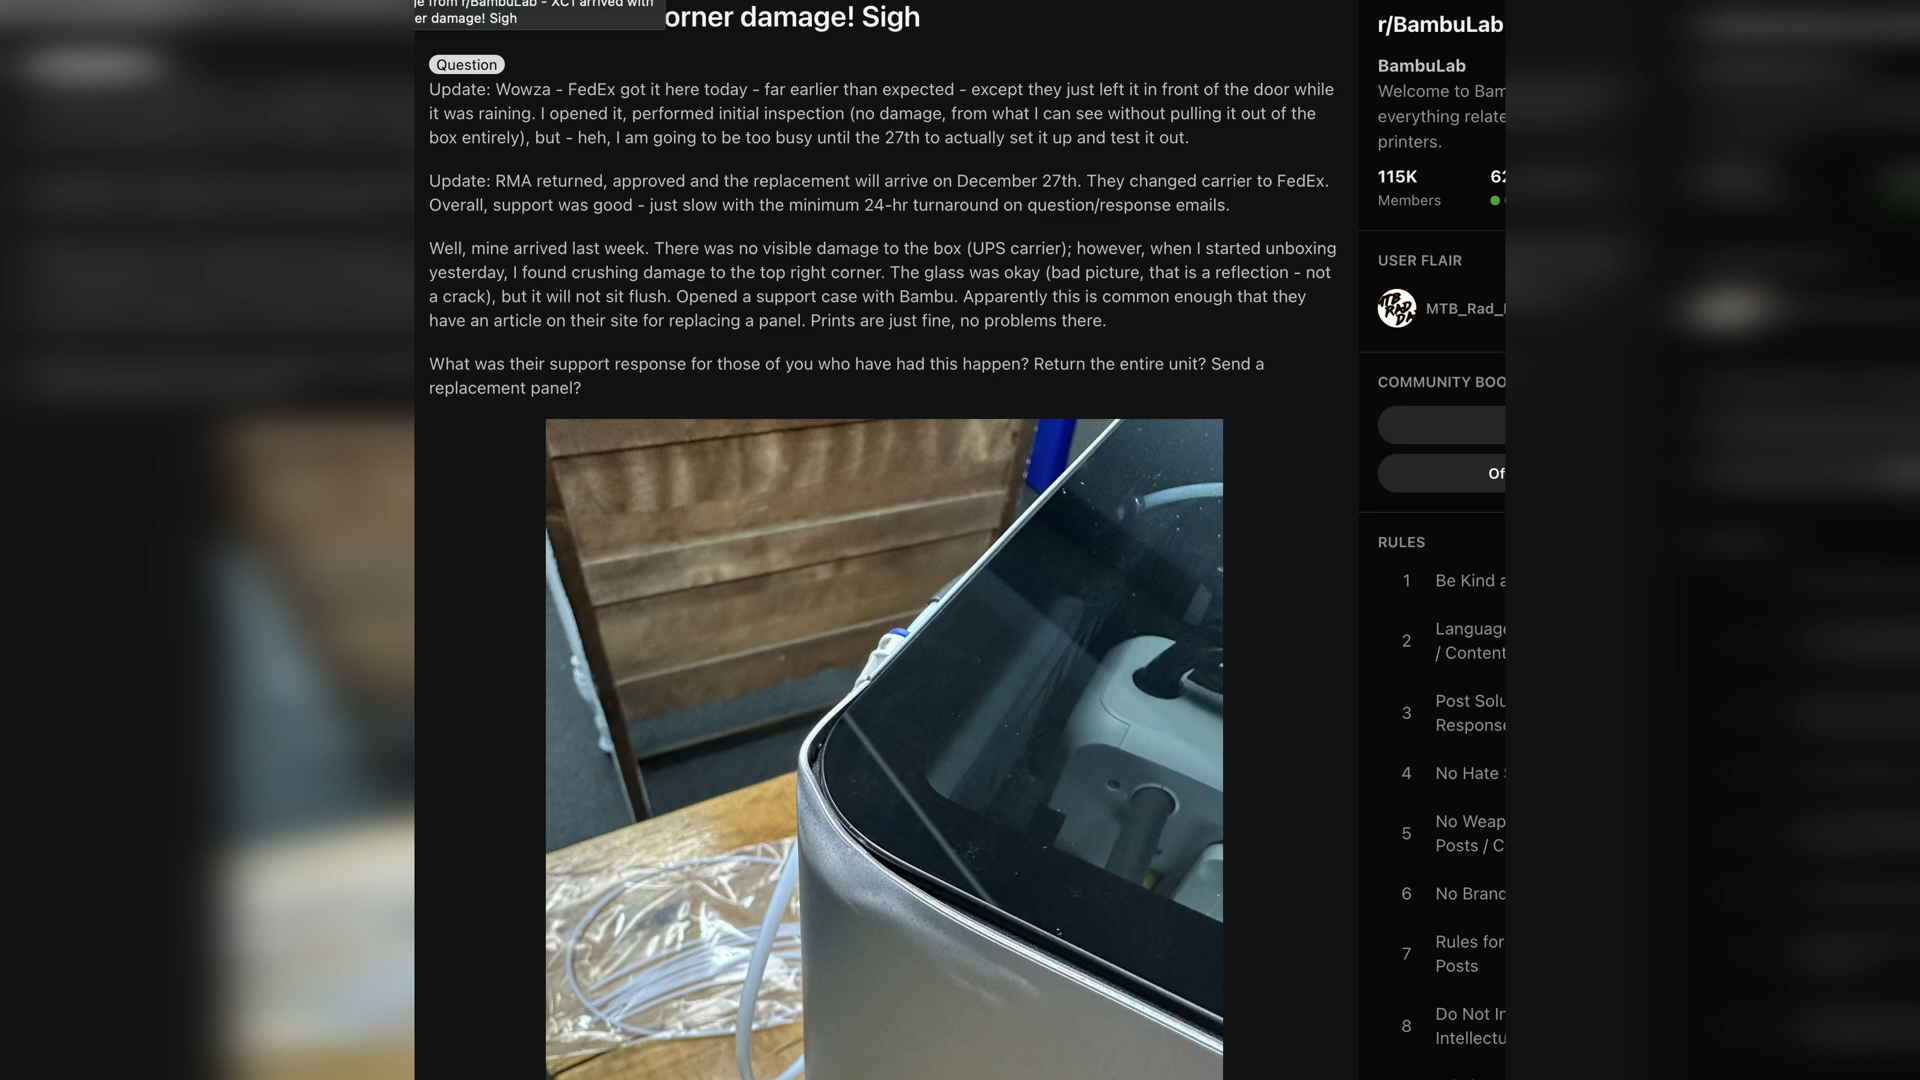 from r/BambuLab - XC1 arrived with
er damage! Sigh
orner damage! Sigh
Question
Update: Wowza - FedEx got it here today - far earlier than expected - except they just left it in front of the door while
it was raining. I opened it, performed initial inspection (no damage, from what I can see without pulling it out of the
box entirely), but - heh, I am going to be too busy until the 27th to actually set it up and test it out.
Update: RMA returned, approved and the replacement will arrive on December 27th. They changed carrier to FedEx.
Overall, support was good - just slow with the minimum 24-hr turnaround on question/response emails.
Well, mine arrived last week. There was no visible damage to the box (UPS carrier); however, when I started unboxing
yesterday, I found crushing damage to the top right corner. The glass was okay (bad picture, that is a reflection - not
a crack), but it will not sit flush. Opened a support case with Bambu. Apparently this is common enough that they
have an article on their site for replacing a panel. Prints are just fine, no problems there.
What was their support response for those of you who have had this happen? Return the entire unit? Send a
replacement panel?
r/BambuLab
BambuLab
Welcome to Bam
everything relate
printers.
115K 62
Members
USER FLAIR
MTB_Rad_
COMMUNITY BOO
Of
RULES
1 Be Kind a
2 Language
/ Content
3 Post Solu
Response
4 No Hate
5 No Weap
Posts / C
6 No Brand
7 Rules for
Posts
8 Do Not In
Intellectu